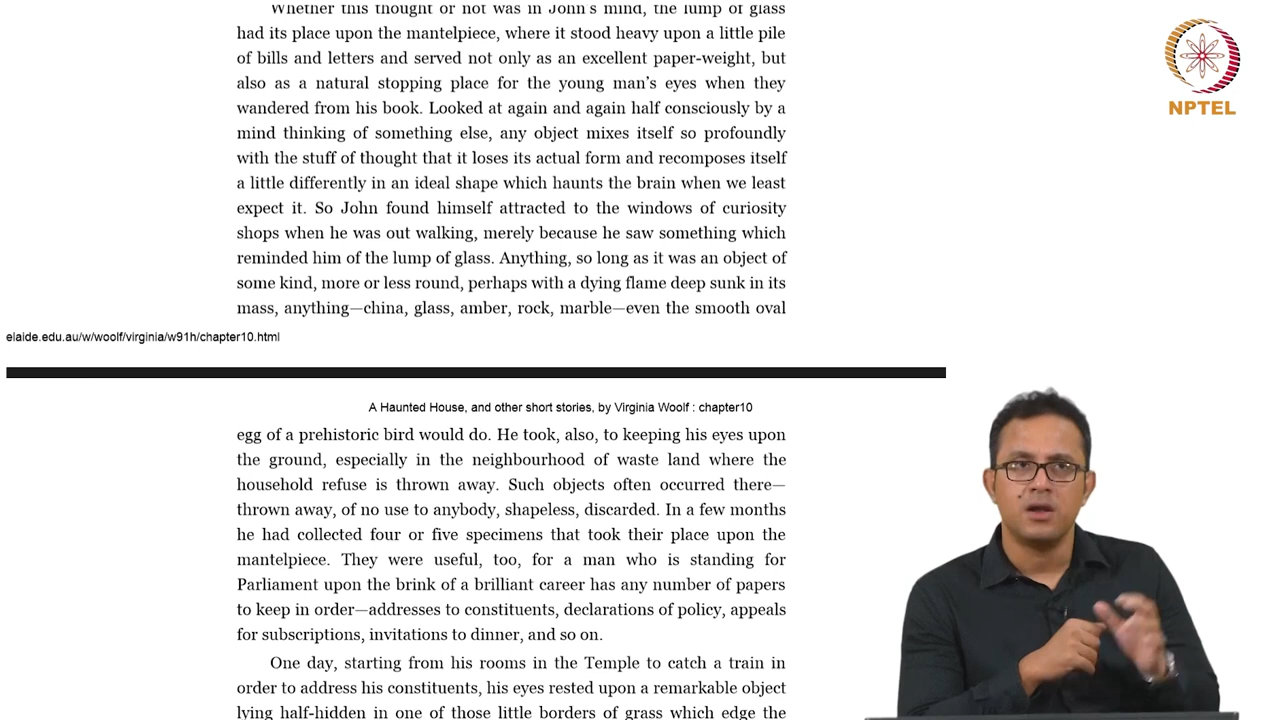 Whether this thought or not was in John's mind, the lump of glass
had its place upon the mantelpiece, where it stood heavy upon a little pile
of bills and letters and served not only as an excellent paper-weight, but
also as a natural stopping place for the young man's eyes when they
wandered from his book. Looked at again and again half consciously by a
mind thinking of something else, any object mixes itself so profoundly
with the stuff of thought that it loses its actual form and recomposes itself
a little differently in an ideal shape which haunts the brain when we least
expect it. So John found himself attracted to the windows of curiosity
shops when he was out walking, merely because he saw something which
reminded him of the lump of glass. Anything, so long as it was an object of
some kind, more or less round, perhaps with a dying flame deep sunk in its
mass, anything—china, glass, amber, rock, marble—even the smooth oval
elaide.edu.au/w/woolf/virginia/w91h/chapter10.html
A Haunted House, and other short stories, by Virginia Woolf : chapter10
egg of a prehistoric bird would do. He took, also, to keeping his eyes upon
the ground, especially in the neighbourhood of waste land where the
household refuse is thrown away. Such objects often occurred there—
thrown away, of no use to anybody, shapeless, discarded. In a few months
he had collected four or five specimens that took their place upon the
mantelpiece. They were useful, too, for a man who is standing for
Parliament upon the brink of a brilliant career has any number of papers
to keep in order—addresses to constituents, declarations of policy, appeals
for subscriptions, invitations to dinner, and so on.
One day, starting from his rooms in the Temple to catch a train in
order to address his constituents, his eyes rested upon a remarkable object
lying half-hidden in one of those little borders of grass which edge the
NPTEL